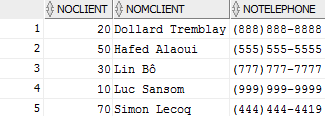 NOCLIENT NOMCLIENT NOTELEPHONE
1 20 Dollard Tremblay (888)888-8888
2 50 Hafed Alaoui (555)555-5555
3 30 Lin Bô (777)777-7777
4 10 Luc Sansom (999)999-9999
5 70 Simon Lecoq (444)444-4419